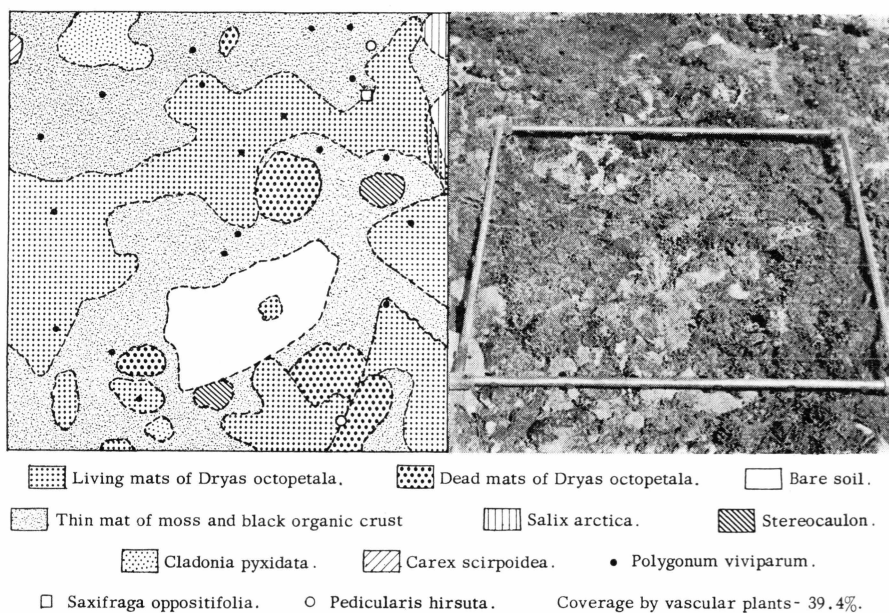 Living mats of Dryas octopetala. Dead mats of Dryas octopetala. Bare soil.
Thin mat of moss and black organic crust Salix arctica. Stereocaulon.
Cladonia pyxidata. Carex scirpoidea. Polygonum viviparum.
Saxifraga oppositifolia. Pedicularis hirsuta. Coverage by vascular plants- 39.4%.